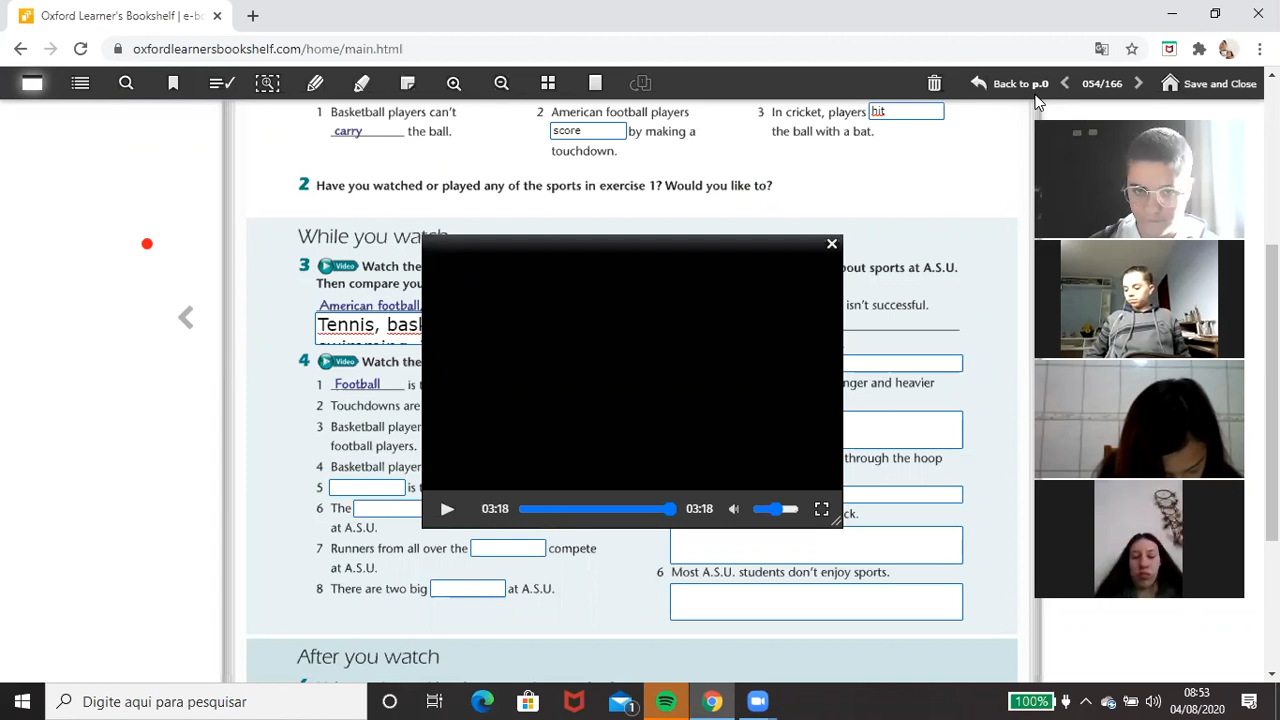 Oxford Learner's Bookshelf | e-bo
oxfordlearnersbookshelf.com/home/main.html
Back to p.0
054/166
Save and Close
1 Basketball players can't
carry the ball.
2 American football players
score by making a
touchdown.
3 In cricket, players hit
the ball with a bat.
2 Have you watched or played any of the sports in exercise 1? Would you like to?
While you watch
3 Video Watch the
Then compare you
American football
Tennis, bask
4 Video Watch the
1 Football is t
2 Touchdowns are
3 Basketball player
football players.
4 Basketball player
5 is t
6 The
at A.S.U.
7 Runners from all over the compete
at A.S.U.
8 There are two big at A.S.U.
03:18
03:18
bout sports at A.S.U.
isn't successful.
nger and heavier
through the hoop
ck.
6 Most A.S.U. students don't enjoy sports.
After you watch
Digite aqui para pesquisar
1
100%
08:53
04/08/2020